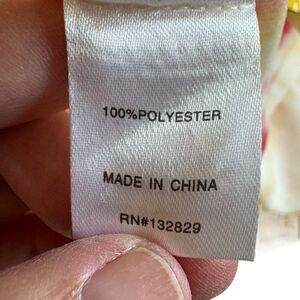 100%POLYESTER
MADE IN CHINA
RN#132829